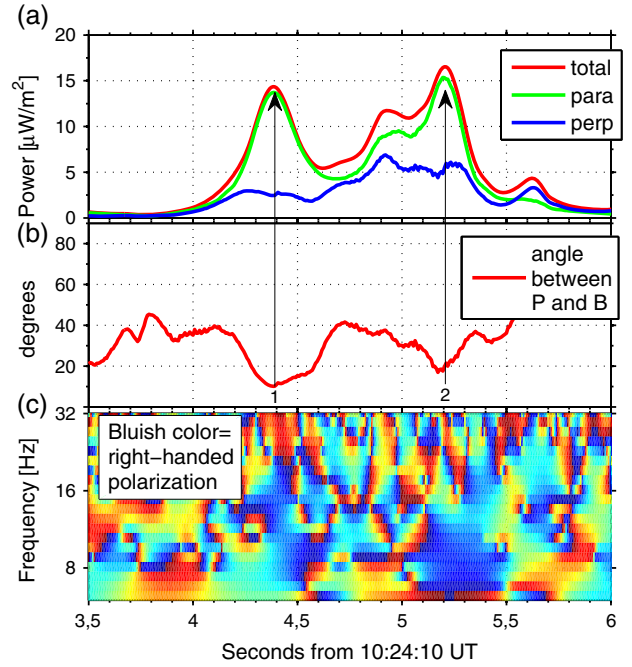 (a)
20
15
10
5
0
Power [µW/m²]
total
para
perp
(b)
80
60
40
20
degrees
angle
between
P and B
1
2
(c)
32
16
8
Frequency [Hz]
Bluish color=
right-handed
polarization
3,5
4
4,5
5
5,5
6
Seconds from 10:24:10 UT